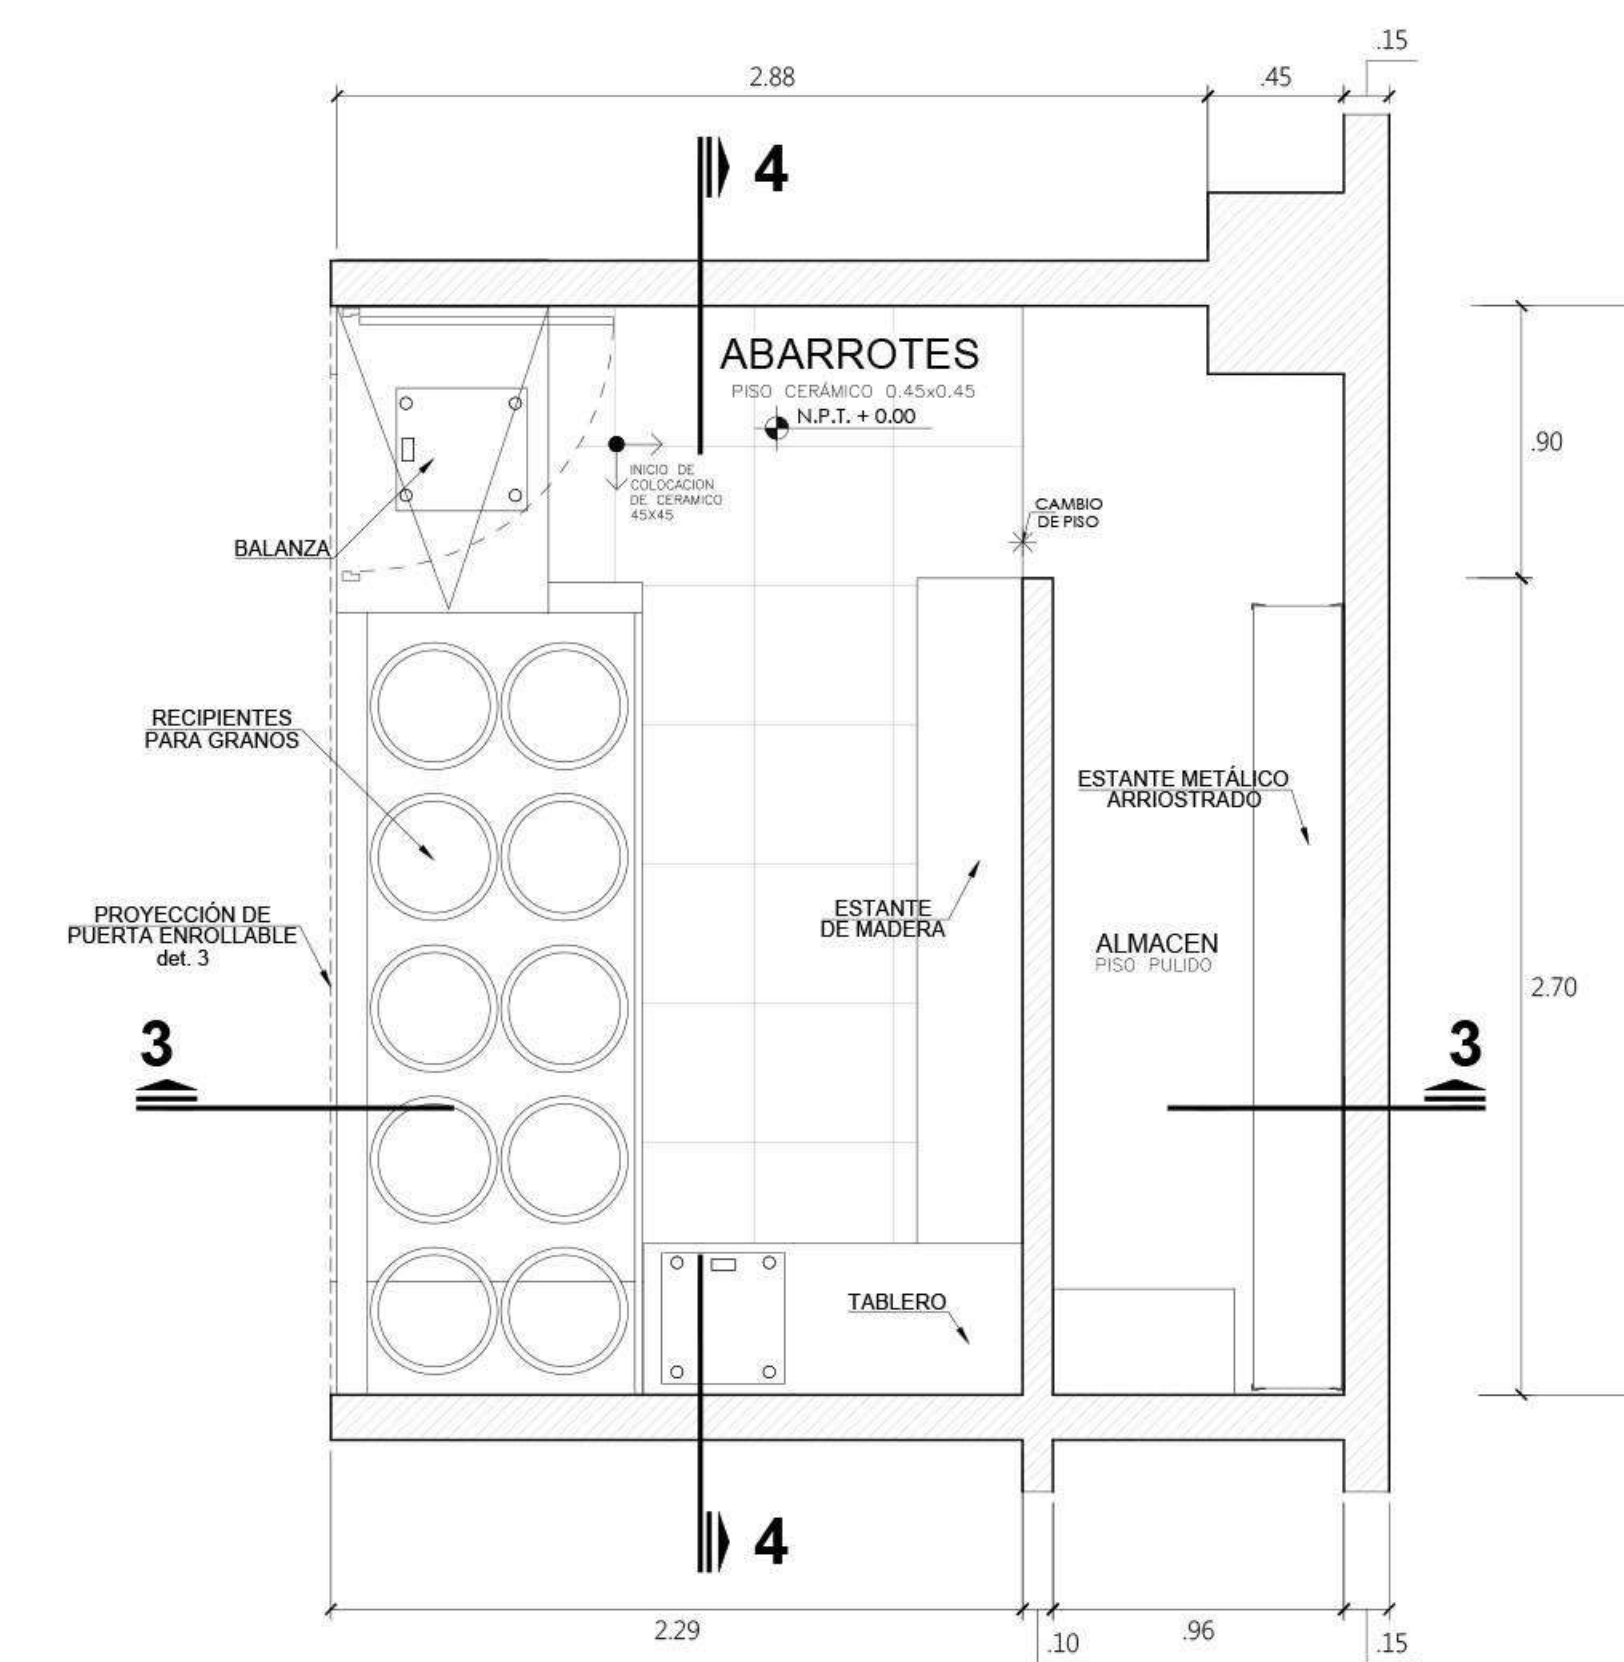 .15
2.88
.45
4
ABARROTES
PISO CERÁMICO 0.45x0.45
N.P.T. + 0.00
.90
INICIO DE
COLOCACION
DE CERAMICO
45X45
CAMBIO
DE PISO
BALANZA
RECIPIENTES
PARA GRANOS
ESTANTE METÁLICO
ARRIOSTRADO
PROYECCIÓN DE
PUERTA ENROLLABLE
det. 3
ESTANTE
DE MADERA
ALMACEN
PISO PULIDO
2.70
3
3
TABLERO
4
2.29
.10
.96
.15